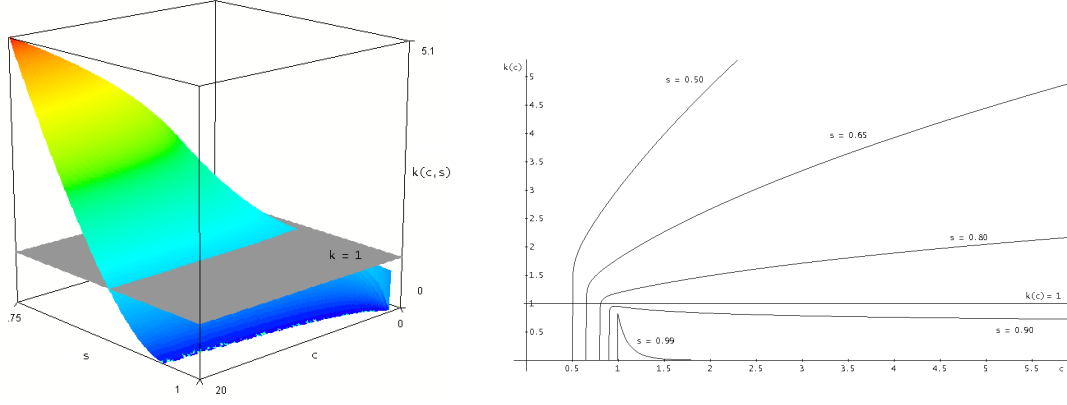 5.1
k(c,s)
k = 1
0
.75
0
s
c
1
20
k(c)
5
4.5
4
3.5
3
2.5
2
1.5
1
0.5
s = 0.50
s = 0.65
s = 0.80
k(c) = 1
s = 0.90
s = 0.99
0.5 1 1.5 2 2.5 3 3.5 4 4.5 5 5.5 c